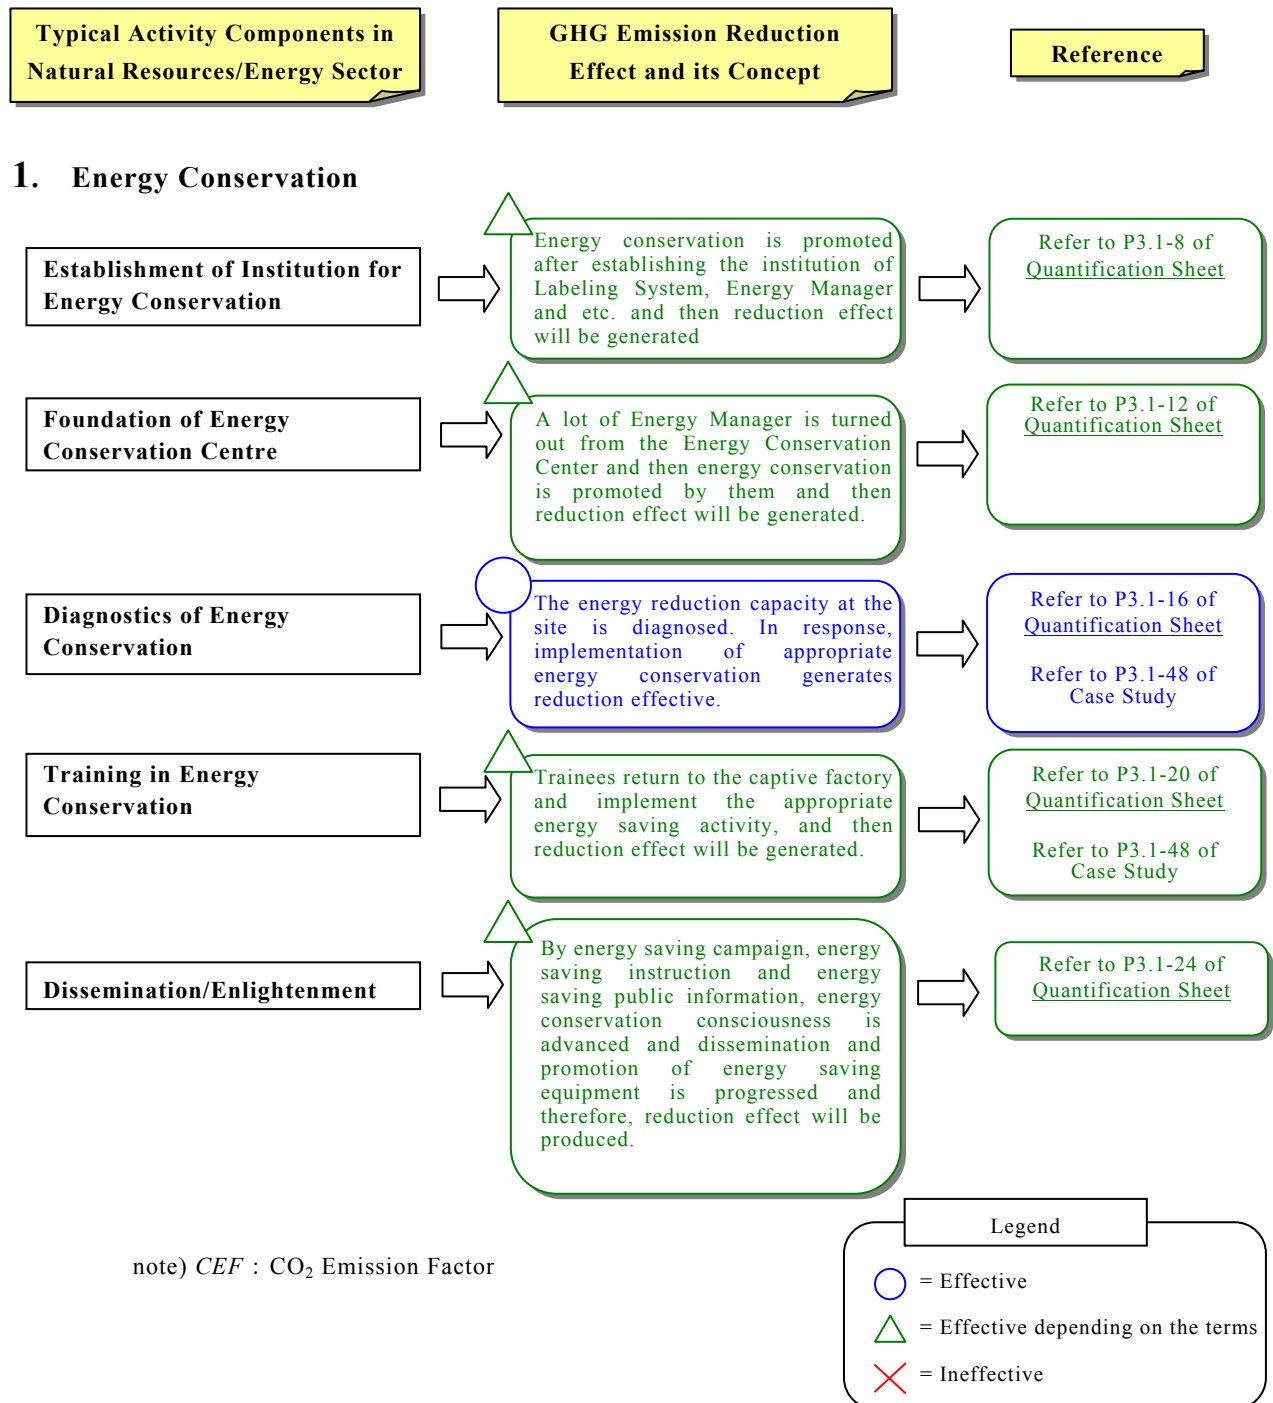 Typical Activity Components in
Natural Resources/Energy Sector
GHG Emission Reduction
Effect and its Concept
Reference
1. Energy Conservation
Establishment of Institution for
Energy Conservation
Energy conservation is promoted
after establishing the institution of
Labeling System, Energy Manager
and etc. and then reduction effect
will be generated
Refer to P3.1-8 of
Quantification Sheet
Foundation of Energy
Conservation Centre
A lot of Energy Manager is turned
out from the Energy Conservation
Center and then energy conservation
is promoted by them and then
reduction effect will be generated.
Refer to P3.1-12 of
Quantification Sheet
Diagnostics of Energy
Conservation
The energy reduction capacity at the
site is diagnosed. In response,
implementation of appropriate
energy conservation generates
reduction effective.
Refer to P3.1-16 of
Quantification Sheet
Refer to P3.1-48 of
Case Study
Training in Energy
Conservation
Trainees return to the captive factory
and implement the appropriate
energy saving activity, and then
reduction effect will be generated.
Refer to P3.1-20 of
Quantification Sheet
Refer to P3.1-48 of
Case Study
Dissemination/Enlightenment
By energy saving campaign, energy
saving instruction and energy
saving public information, energy
conservation consciousness is
advanced and dissemination and
promotion of energy saving
equipment is progressed and
therefore, reduction effect will be
produced.
Refer to P3.1-24 of
Quantification Sheet
note) CEF : CO2 Emission Factor
Legend
= Effective
= Effective depending on the terms
= Ineffective